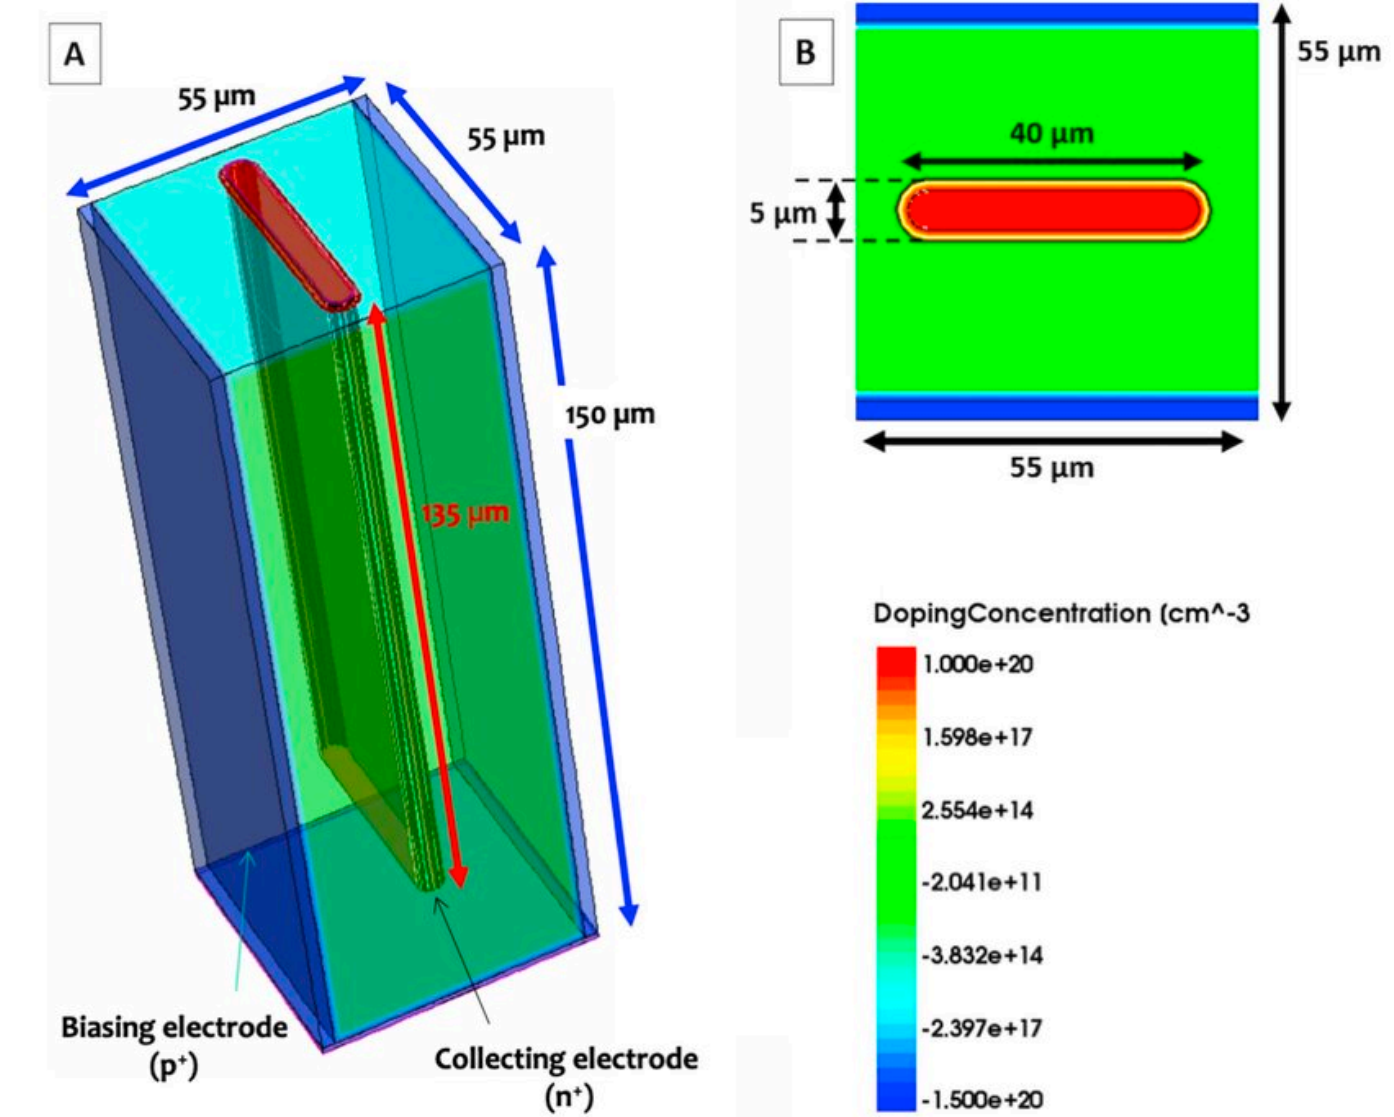 A
55 µm
55 µm
150 µm
135 µm
Biasing electrode
(p⁺)
Collecting electrode
(n⁺)
B
55 µm
40 µm
5 µm
55 µm
DopingConcentration (cm^-3
1.000e+20
1.598e+17
2.554e+14
-2.041e+11
-3.832e+14
-2.397e+17
-1.500e+20